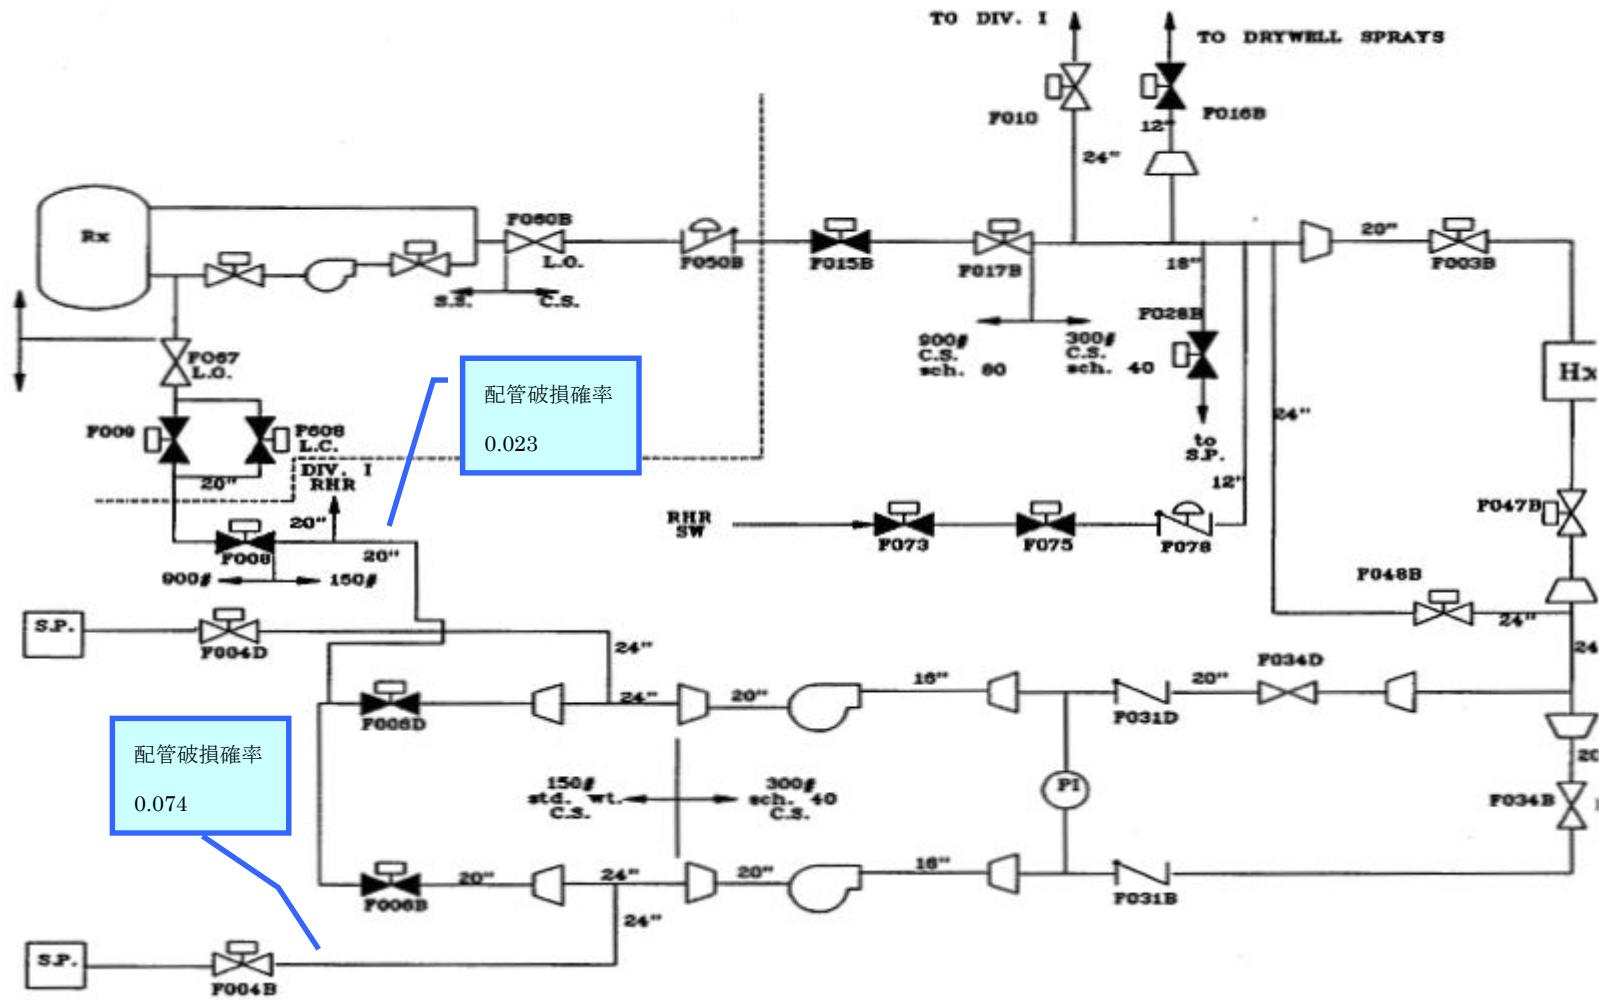 TO DIV. I
TO DRYWELL SPRAYS
F010
F016B
12"
24"
Rx
F060B
L.O.
F050B
F015B
F017B
18"
20"
F003B
S.S.
C.S.
F028B
900#
C.S.
sch. 80
300#
C.S.
sch. 40
Hx
F067
L.O.
配管破損確率
0.023
24"
F009
F608
L.C.
to
S.P.
20"
DIV. I
RHR
12"
20"
RHR
SW
F073
F075
F078
F047B
F008
20"
900#
150#
F048B
24"
S.P.
F004D
24"
24
F034D
F006D
24"
20"
16"
F031D
20"
配管破損確率
0.074
150#
std. wt.
C.S.
300#
sch. 40
C.S.
PI
20
F034B
F006B
20"
24"
20"
16"
F031B
24"
S.P.
F004B